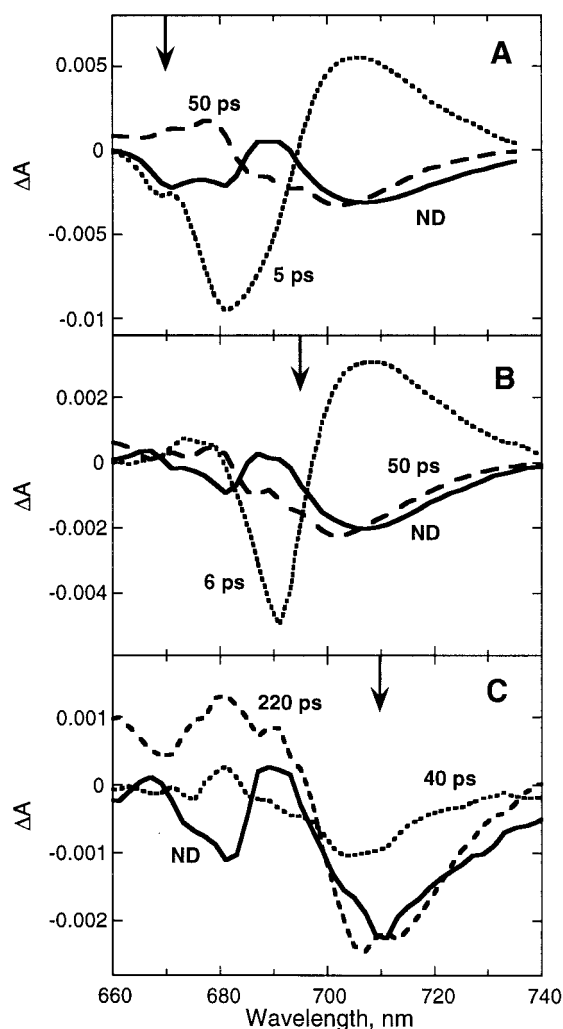 A
0.005
50 ps
0
ΔA
ND
-0.005
5 ps
-0.01
B
0.002
50 ps
0
ΔA
ND
-0.002
6 ps
-0.004
C
220 ps
0.001
40 ps
0
ΔA
ND
-0.001
-0.002
660 680 700 720 740
Wavelength, nm